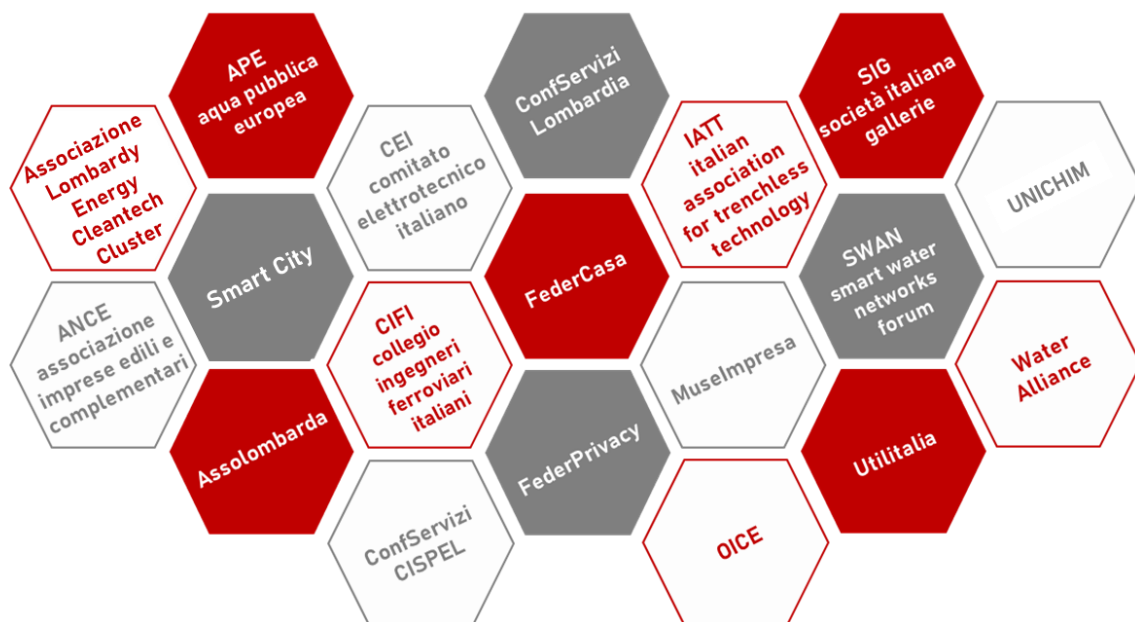 APE
aqua pubblica
europea
ConfServizi
Lombardia
SIG
società italiana
gallerie
Associazione
Lombardy
Energy
Cleantech
Cluster
CEI
comitato
elettrotecnico
italiano
IATT
italian
association
for trenchless
technology
UNICHIM
Smart City
FederCasa
SWAN
smart water
networks
forum
ANCE
associazione
imprese edili e
complementari
CIFI
collegio
ingegneri
ferroviari
italiani
MuseImpresa
Water
Alliance
Assolombarda
FederPrivacy
Utilitalia
ConfServizi
CISPEL
OICE